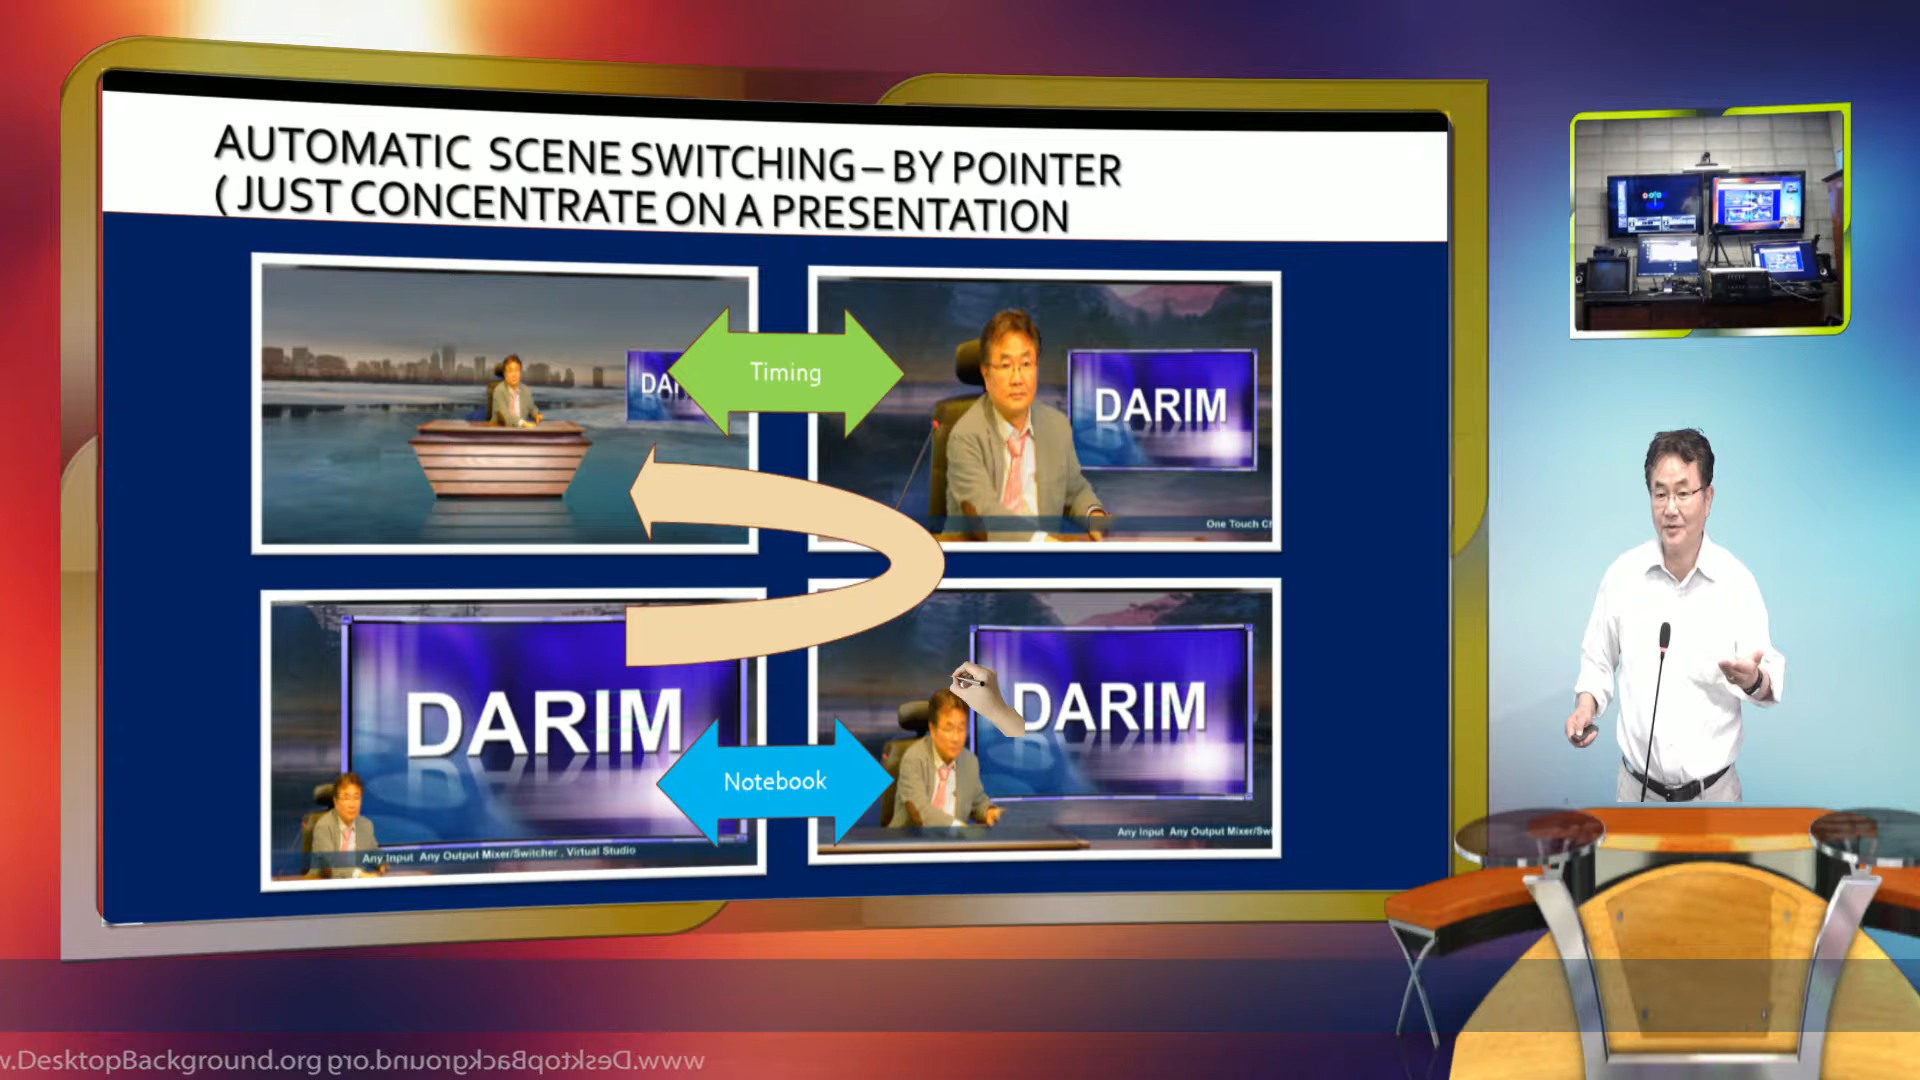 AUTOMATIC SCENE SWITCHING – BY POINTER
( JUST CONCENTRATE ON A PRESENTATION
Timing
DARIM
One Touch
DARIM
DARIM
Notebook
Any Input Any Output Mixer/Switcher , Virtual Studio
Any Input Any Output Mixer/Sw
w.DesktopBackground.org
www.DesktopBackground.org